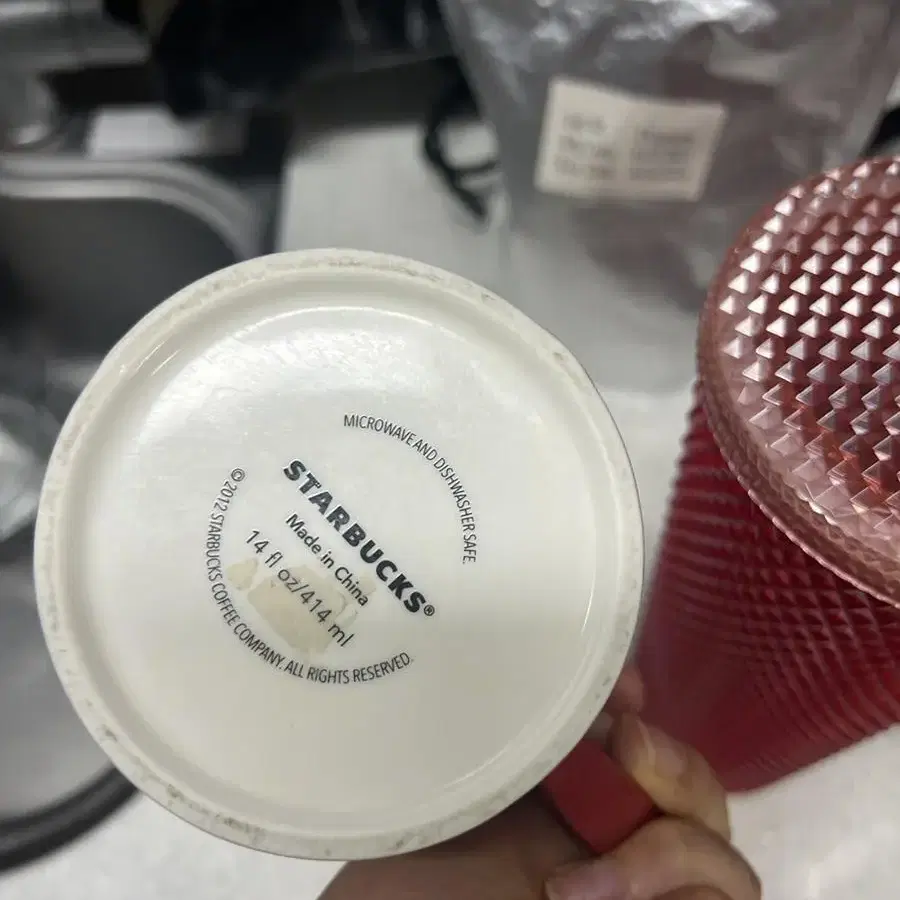 MICROWAVE AND DISHWASHER SAFE.
STARBUCKS®
Made in China
14 fl oz/414 ml
©2012 STARBUCKS COFFEE COMPANY. ALL RIGHTS RESERVED.